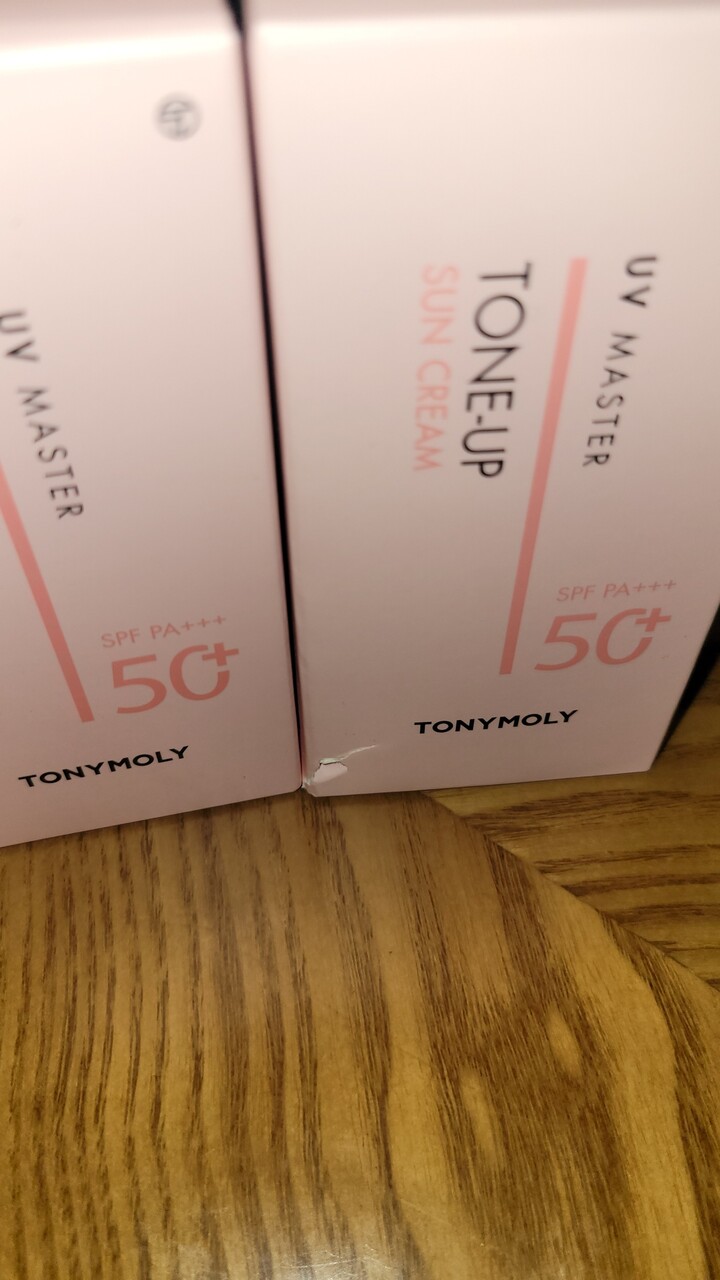 UV MASTER
SPF PA+++
50+
TONYMOLY
UV MASTER
TONE-UP
SUN CREAM
SPF PA+++
50+
TONYMOLY